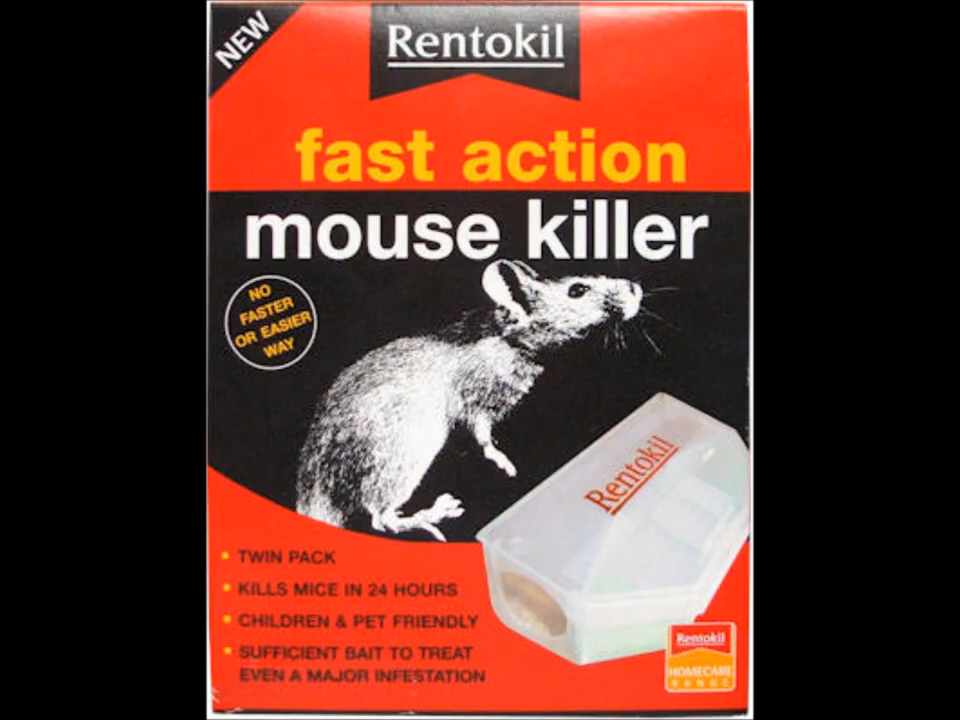 NEW
Rentokil
fast action
mouse killer
NO
FASTER
OR EASIER
WAY
Rentokil
• TWIN PACK
• KILLS MICE IN 24 HOURS
• CHILDREN & PET FRIENDLY
• SUFFICIENT BAIT TO TREAT
EVEN A MAJOR INFESTATION
Rentokil
HOMECARE
RANGE